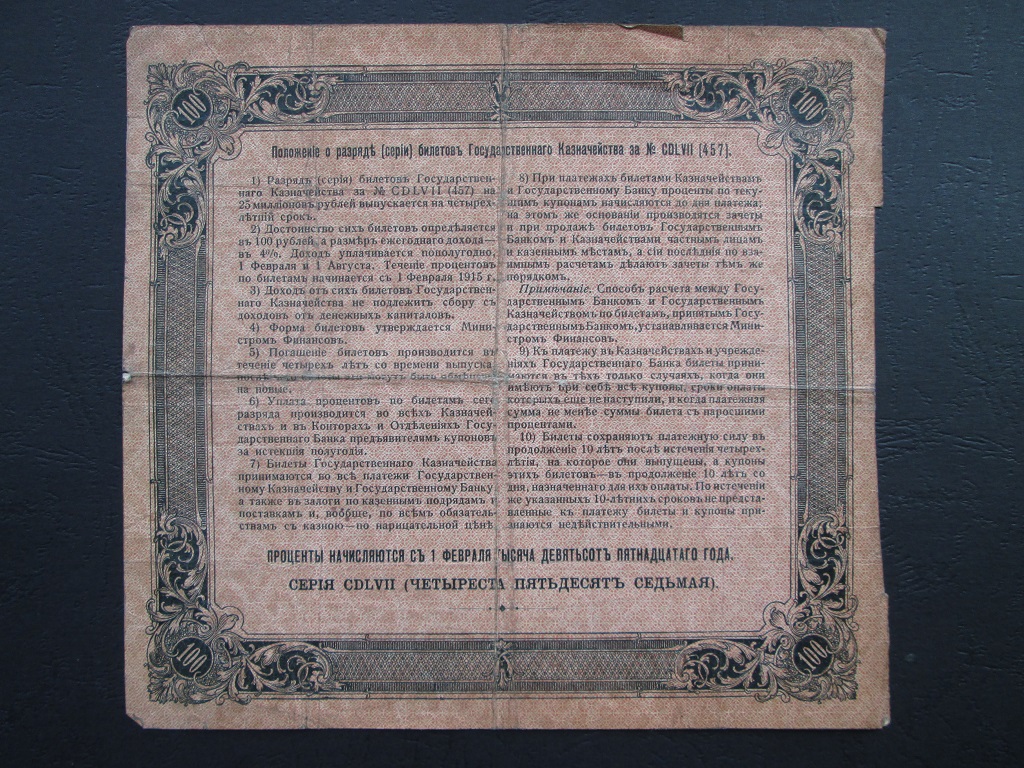 100
100
Положеніе о разрядѣ (серіи) билетовъ Государственнаго Казначейства за № CDLVII (457).
1) Разрядъ (серія) билетовъ Государствен-
наго Казначейства за № CDLVII (457) на
25 милліоновъ рублей выпускается на четырех-
лѣтній срокъ.
2) Достоинство сихъ билетовъ опредѣляется
въ 100 рублей, а размѣръ ежегоднаго дохода—
въ 4%. Доходъ уплачивается пополугодно,
1 Февраля и 1 Августа. Теченіе процентовъ
по билетамъ начинается съ 1 Февраля 1915 г.
3) Доходъ отъ сихъ билетовъ Государствен-
наго Казначейства не подлежитъ сбору съ
доходовъ отъ денежныхъ капиталовъ.
4) Форма билетовъ утверждается Мини-
стромъ Финансовъ.
5) Погашеніе билетовъ производится въ
теченіе четырехъ лѣтъ со времени выпуска,
послѣ чего билеты эти могутъ быть обмѣнены
на новые.
6) Уплата процентовъ по билетамъ сего
разряда производится во всѣхъ Казначей-
ствахъ и въ Конторахъ и Отдѣленіяхъ Госу-
дарственнаго Банка предъявителямъ купоновъ
за истекшія полугодія.
7) Билеты Государственнаго Казначейства
принимаются во всѣ платежи Государствен-
ному Казначейству и Государственному Банку,
а также въ залоги по казеннымъ подрядамъ и
поставкамъ и, вообще, по всѣмъ обязатель-
ствамъ съ казною—по нарицательной цѣнѣ.
8) При платежахъ билетами Казначействамъ
и Государственному Банку проценты по теку-
щимъ купонамъ начисляются до дня платежа;
на этомъ же основаніи производятся зачеты
и при продажѣ билетовъ Государственнымъ
Банкомъ и Казначействами частнымъ лицамъ
и казеннымъ мѣстамъ, а сіи послѣднія по вза-
имнымъ расчетамъ дѣлаютъ зачеты тѣмъ же
порядкомъ.
Примѣчаніе. Способъ расчета между Госу-
дарственнымъ Банкомъ и Государственнымъ
Казначействомъ по билетамъ, принятымъ Го-
сударственнымъ Банкомъ, устанавливается Мини-
стромъ Финансовъ.
9) Къ платежу въ Казначействахъ и учрежде-
ніяхъ Государственнаго Банка билеты прини-
маются въ тѣхъ только случаяхъ, когда они
имѣютъ при себѣ всѣ купоны, сроки оплаты
которыхъ еще не наступили, и когда платежная
сумма не менѣе суммы билета съ наросшими
процентами.
10) Билеты сохраняютъ платежную силу въ
продолженіе 10 лѣтъ послѣ истеченія четырех-
лѣтія, на которое они выпущены, а купоны
этихъ билетовъ—въ продолженіе 10 лѣтъ со
дня, назначеннаго для ихъ оплаты. По истеченіи
же указанныхъ 10-лѣтнихъ сроковъ не предста-
вленные къ платежу билеты и купоны при-
знаются недѣйствительными.
ПРОЦЕНТЫ НАЧИСЛЯЮТСЯ СЪ 1 ФЕВРАЛЯ ТЫСЯЧА ДЕВЯТЬСОТЪ ПЯТНАДЦАТАГО ГОДА.
СЕРІЯ CDLVII (ЧЕТЫРЕСТА ПЯТЬДЕСЯТЪ СЕДЬМАЯ).
100
100